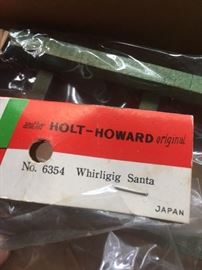 another HOLT-HOWARD original
No. 6354 Whirligig Santa
JAPAN